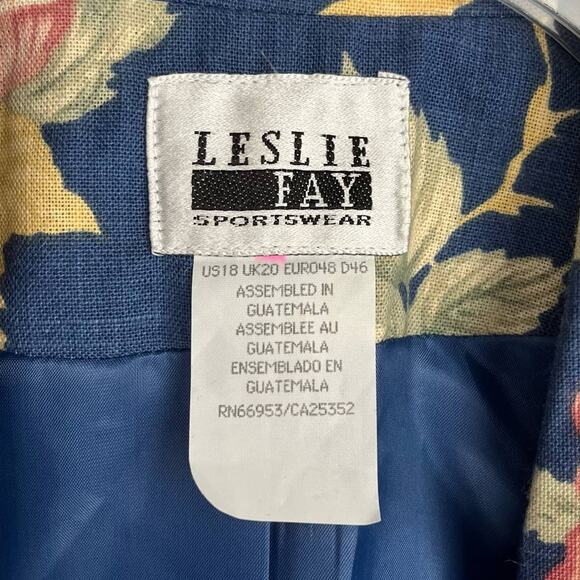 LESLIE
FAY
SPORTSWEAR
US18 UK20 EURO48 D46
ASSEMBLED IN
GUATEMALA
ASSEMBLEE AU
GUATEMALA
ENSEMBLADO EN
GUATEMALA
RN66953/CA25352